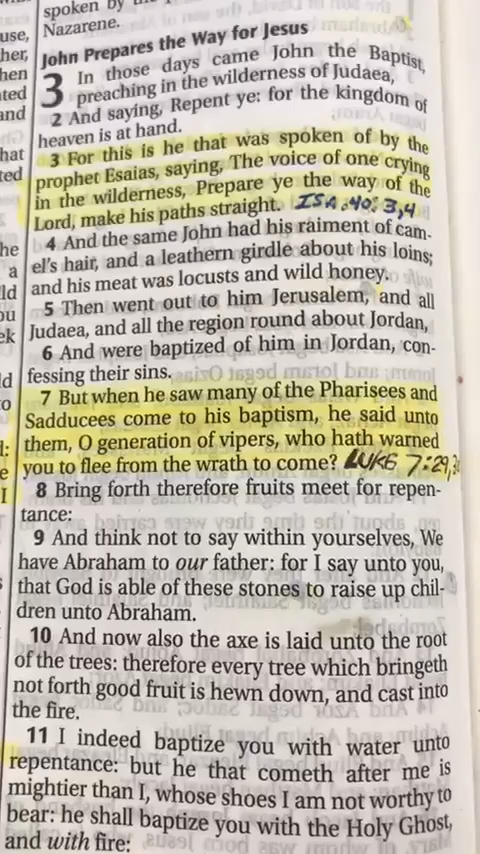 spoken by the
Nazarene.
John Prepares the Way for Jesus
3 In those days came John the Baptist,
preaching in the wilderness of Judaea,
2 And saying, Repent ye: for the kingdom of
heaven is at hand.
3 For this is he that was spoken of by the
prophet Esaias, saying, The voice of one crying
in the wilderness, Prepare ye the way of the
Lord, make his paths straight. ISA. 40: 3,4
4 And the same John had his raiment of cam-
el's hair, and a leathern girdle about his loins;
and his meat was locusts and wild honey.
5 Then went out to him Jerusalem, and all
Judaea, and all the region round about Jordan,
6 And were baptized of him in Jordan, con-
fessing their sins.
7 But when he saw many of the Pharisees and
Sadducees come to his baptism, he said unto
them, O generation of vipers, who hath warned
you to flee from the wrath to come? LUKE 7:29,
8 Bring forth therefore fruits meet for repen-
tance:
9 And think not to say within yourselves, We
have Abraham to our father: for I say unto you,
that God is able of these stones to raise up chil-
dren unto Abraham.
10 And now also the axe is laid unto the root
of the trees: therefore every tree which bringeth
not forth good fruit is hewn down, and cast into
the fire.
11 I indeed baptize you with water unto
repentance: but he that cometh after me is
mightier than I, whose shoes I am not worthy to
bear: he shall baptize you with the Holy Ghost,
and with fire: